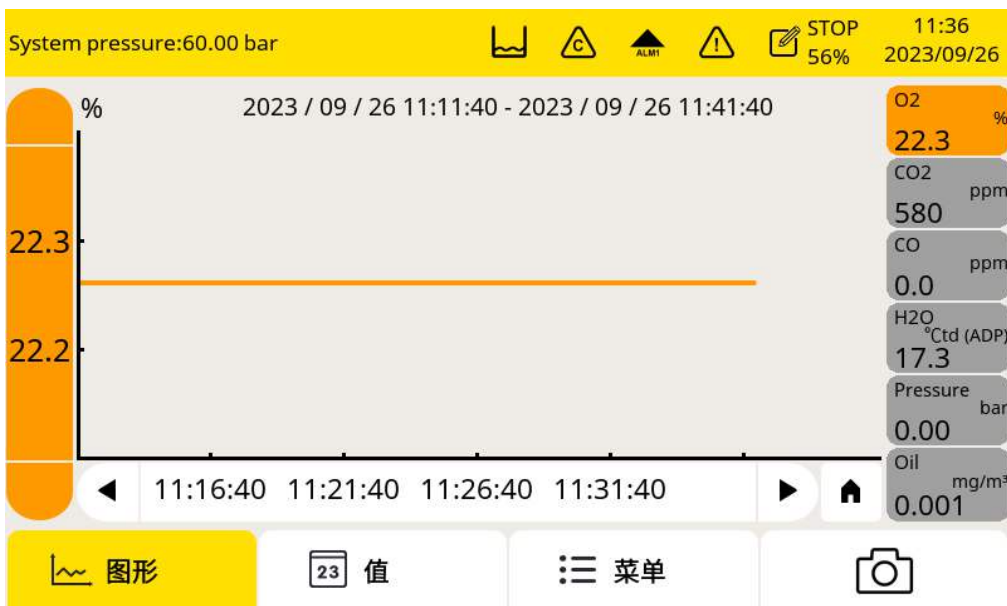 System pressure:60.00 bar
C
ALM1
!
STOP
56%
11:36
2023/09/26
%
2023 / 09 / 26 11:11:40 - 2023 / 09 / 26 11:41:40
22.3
22.2
11:16:40 11:21:40 11:26:40 11:31:40
O2
%
22.3
CO2
ppm
580
CO
ppm
0.0
H2O
°Ctd (ADP)
17.3
Pressure
bar
0.00
Oil
mg/m³
0.001
图形
23 值
菜单